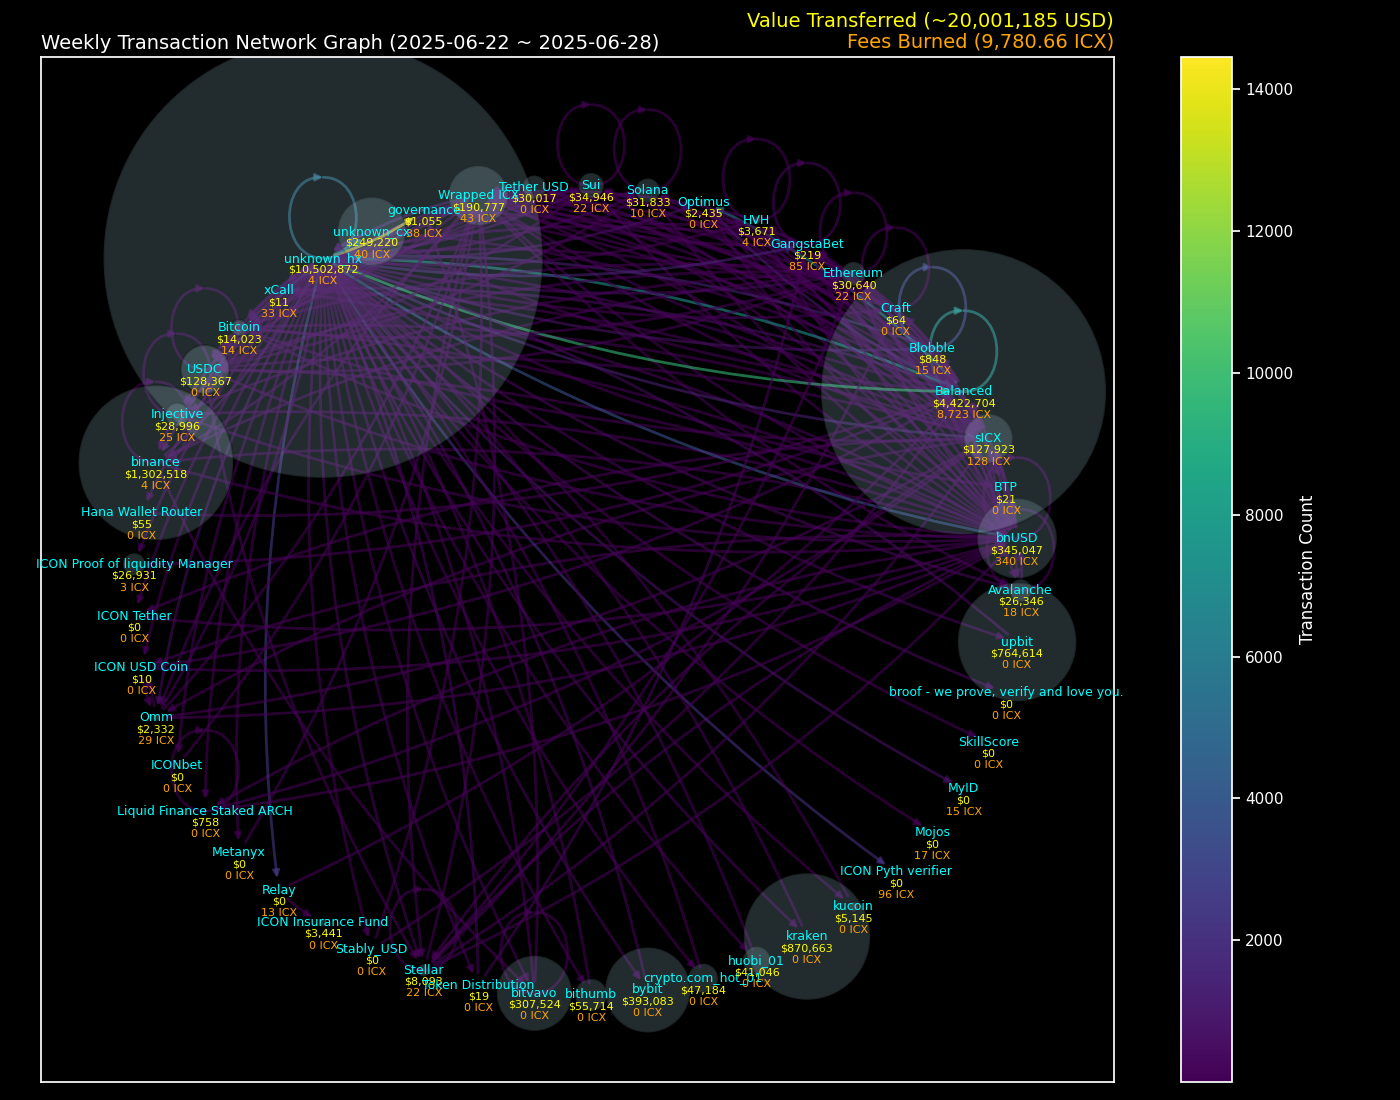 Value Transferred (~20,001,185 USD)
Weekly Transaction Network Graph (2025-06-22 ~ 2025-06-28)
Fees Burned (9,780.66 ICX)
Wrapped ICX
$190,777
43 ICX
Tether USD
$30,017
0 ICX
Sui
$34,946
22 ICX
Solana
$31,833
10 ICX
Optimus
$2,435
0 ICX
HVH
$3,671
4 ICX
GangstaBet
$219
85 ICX
Ethereum
$30,640
22 ICX
Craft
$64
0 ICX
Blobble
$848
15 ICX
Balanced
$4,422,704
8,723 ICX
sICX
$127,923
128 ICX
BTP
$21
0 ICX
bnUSD
$345,047
340 ICX
Avalanche
$26,346
18 ICX
upbit
$764,614
0 ICX
broof - we prove, verify and love you.
$0
0 ICX
SkillScore
$0
0 ICX
MyID
$0
15 ICX
Mojos
$0
17 ICX
ICON Pyth verifier
$0
96 ICX
kucoin
$5,145
0 ICX
kraken
$870,663
0 ICX
huobi_01
$41,046
0 ICX
crypto.com_hot_01
$47,184
0 ICX
bybit
$393,083
0 ICX
bithumb
$55,714
0 ICX
bitvavo
$307,524
0 ICX
Token Distribution
$19
0 ICX
Stellar
$8,093
22 ICX
Stably_USD
$0
0 ICX
ICON Insurance Fund
$3,441
0 ICX
Relay
$0
13 ICX
Metanyx
$0
0 ICX
Liquid Finance Staked ARCH
$758
0 ICX
ICONbet
$0
0 ICX
Omm
$2,332
29 ICX
ICON USD Coin
$10
0 ICX
ICON Tether
$0
0 ICX
ICON Proof of liquidity Manager
$26,931
3 ICX
Hana Wallet Router
$55
0 ICX
binance
$1,302,518
4 ICX
Injective
$28,996
25 ICX
USDC
$128,367
0 ICX
Bitcoin
$14,023
14 ICX
xCall
$11
33 ICX
unknown_hx
$10,502,872
4 ICX
unknown_cx
$249,220
40 ICX
governance
$1,055
38 ICX
14000
12000
10000
8000
6000
4000
2000
Transaction Count